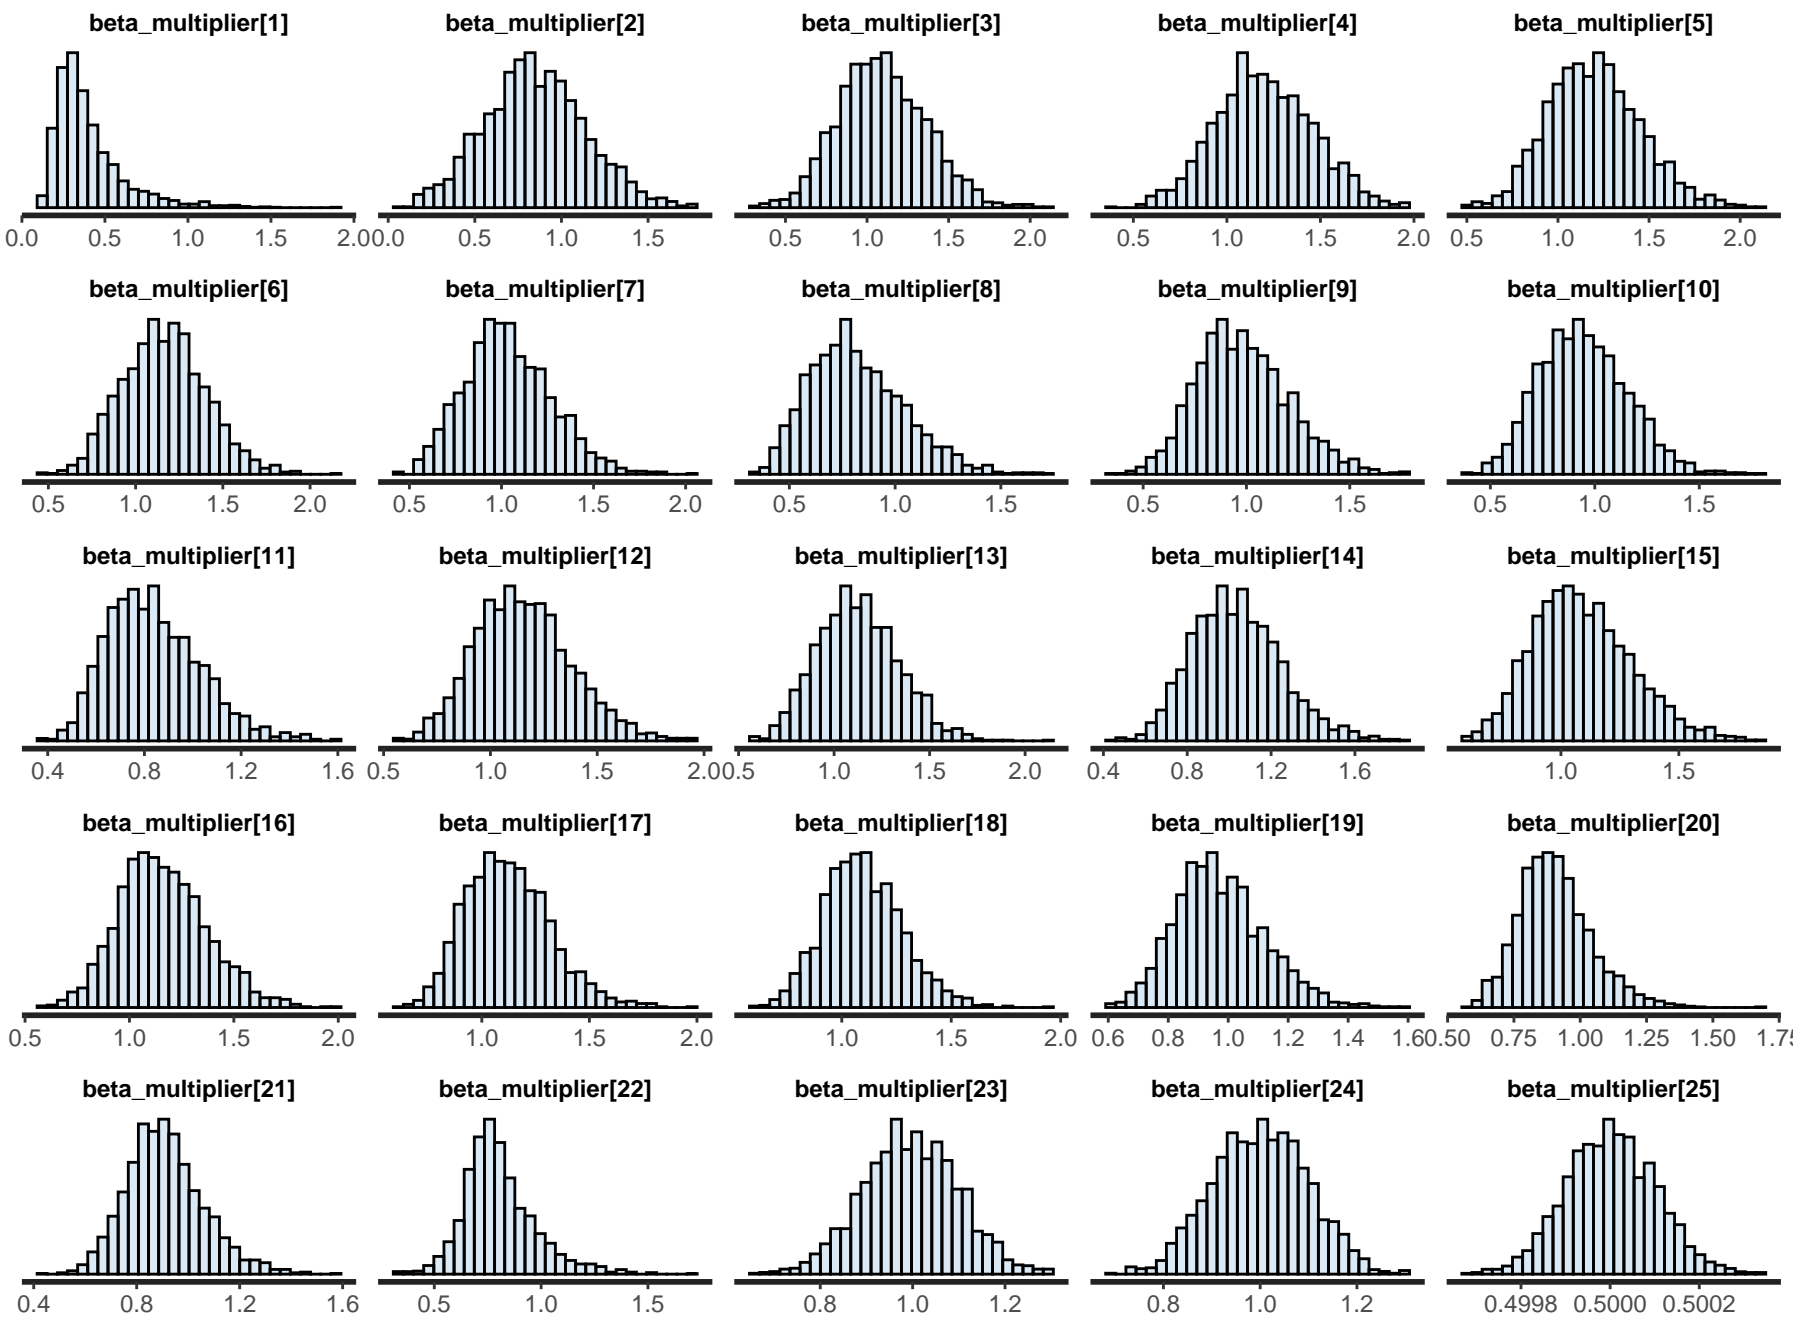 beta_multiplier[1] beta_multiplier[2] beta_multiplier[3] beta_multiplier[4] beta_multiplier[5]
0.0 0.5 1.0 1.5 2.0 0.0 0.5 1.0 1.5 0.5 1.0 1.5 2.0 0.5 1.0 1.5 2.0 0.5 1.0 1.5 2.0
beta_multiplier[6] beta_multiplier[7] beta_multiplier[8] beta_multiplier[9] beta_multiplier[10]
0.5 1.0 1.5 2.0 0.5 1.0 1.5 2.0 0.5 1.0 1.5 0.5 1.0 1.5 0.5 1.0 1.5
beta_multiplier[11] beta_multiplier[12] beta_multiplier[13] beta_multiplier[14] beta_multiplier[15]
0.4 0.8 1.2 1.6 0.5 1.0 1.5 2.0 0.5 1.0 1.5 2.0 0.4 0.8 1.2 1.6 1.0 1.5
beta_multiplier[16] beta_multiplier[17] beta_multiplier[18] beta_multiplier[19] beta_multiplier[20]
0.5 1.0 1.5 2.0 1.0 1.5 2.0 1.0 1.5 2.0 0.6 0.8 1.0 1.2 1.4 1.6 0.50 0.75 1.00 1.25 1.50 1.75
beta_multiplier[21] beta_multiplier[22] beta_multiplier[23] beta_multiplier[24] beta_multiplier[25]
0.4 0.8 1.2 1.6 0.5 1.0 1.5 0.8 1.0 1.2 0.8 1.0 1.2 0.4998 0.5000 0.5002